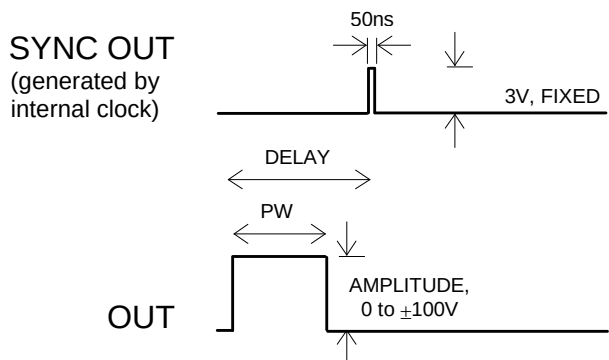 50ns
SYNC OUT
(generated by
internal clock)
3V, FIXED
DELAY
PW
AMPLITUDE,
0 to ±100V
OUT